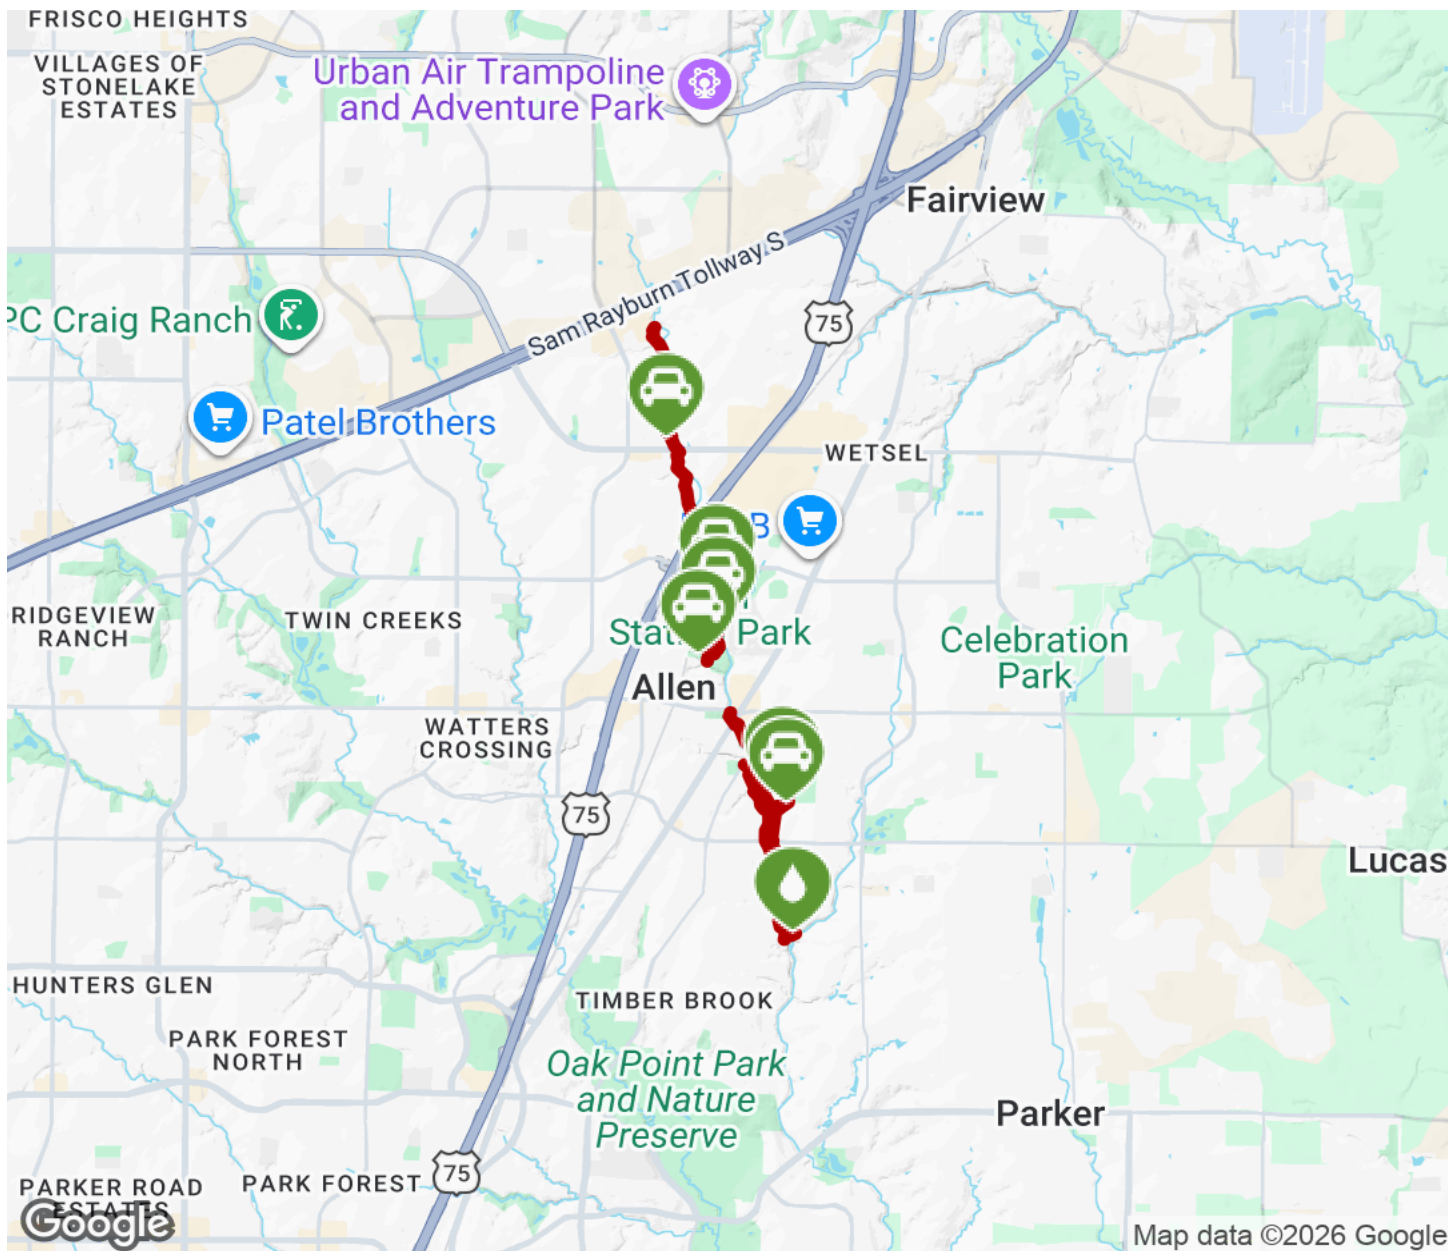 FRISCO HEIGHTS
VILLAGES OF
STONELAKE
ESTATES
Urban Air Trampoline
and Adventure Park
Fairview
Sam Rayburn Tollway S
PC Craig Ranch
75
Patel Brothers
WETSEL
B
RIDGEVIEW
RANCH
TWIN CREEKS
Park
Celebration
Park
Allen
WATTERS
CROSSING
75
Lucas
HUNTERS GLEN
TIMBER BROOK
PARK FOREST
NORTH
Oak Point Park
and Nature
Preserve
Parker
75
PARKER ROAD
ESTATES
PARK FOREST
Google
Map data ©2026 Google